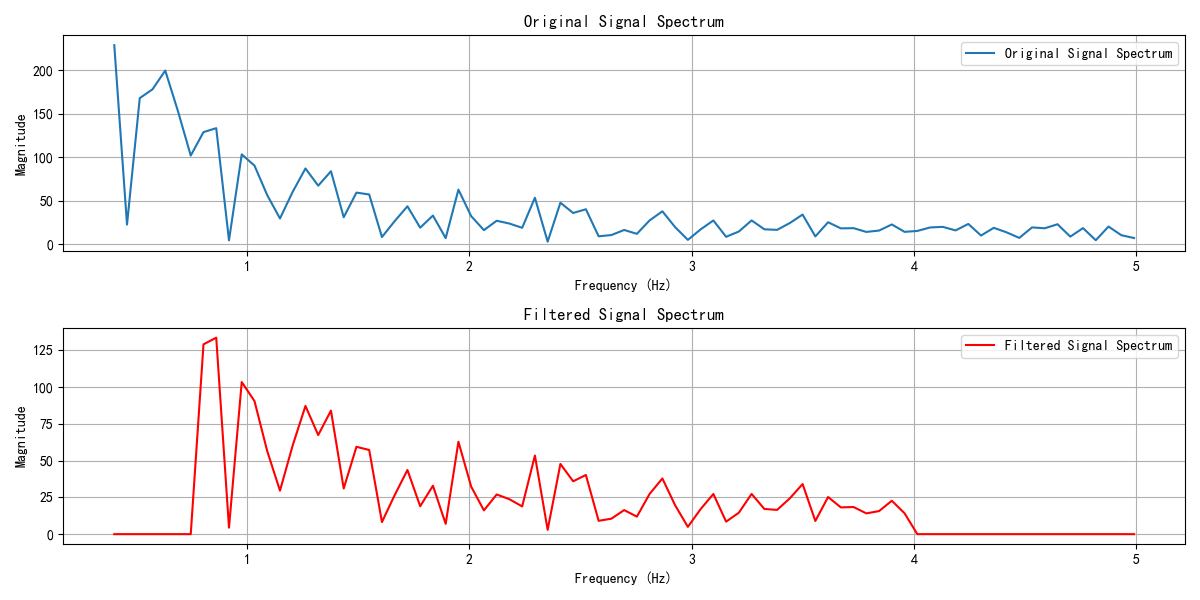 Original Signal Spectrum
Original Signal Spectrum
200
150
100
50
0
Magnitude
1 2 3 4 5
Frequency (Hz)
Filtered Signal Spectrum
Filtered Signal Spectrum
125
100
75
50
25
0
Magnitude
1 2 3 4 5
Frequency (Hz)